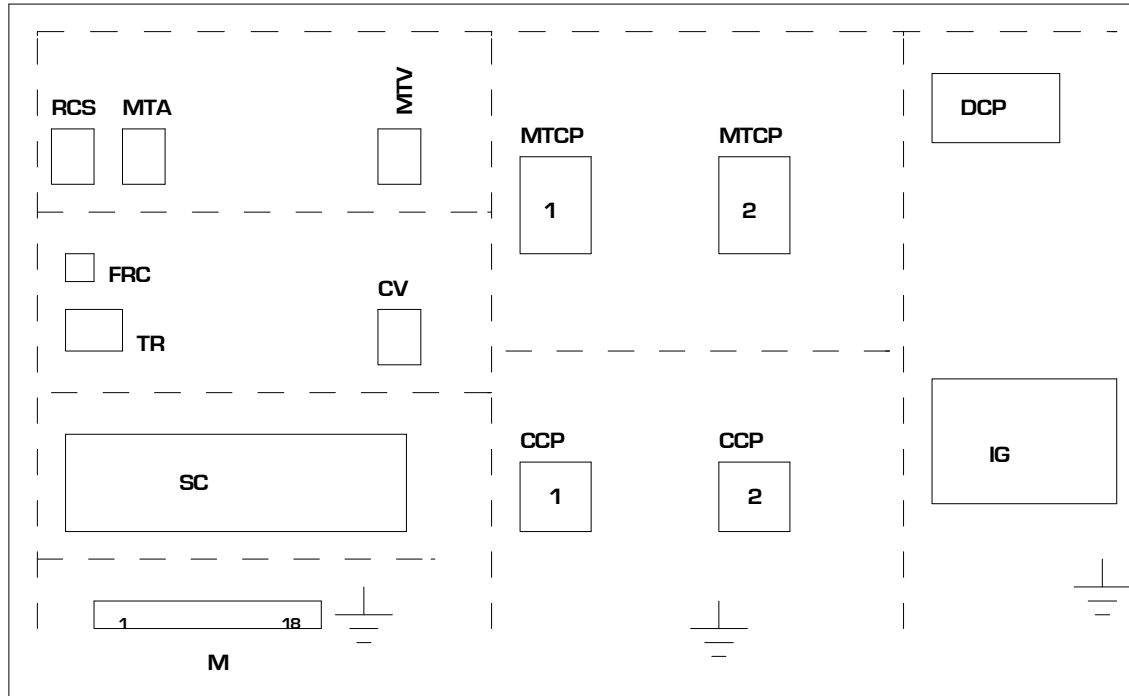 RCS MTA MTV
MTCP MTCP
DCP
1 2
FRC
TR
CV
CCP CCP
SC
1 2
IG
1 18
M